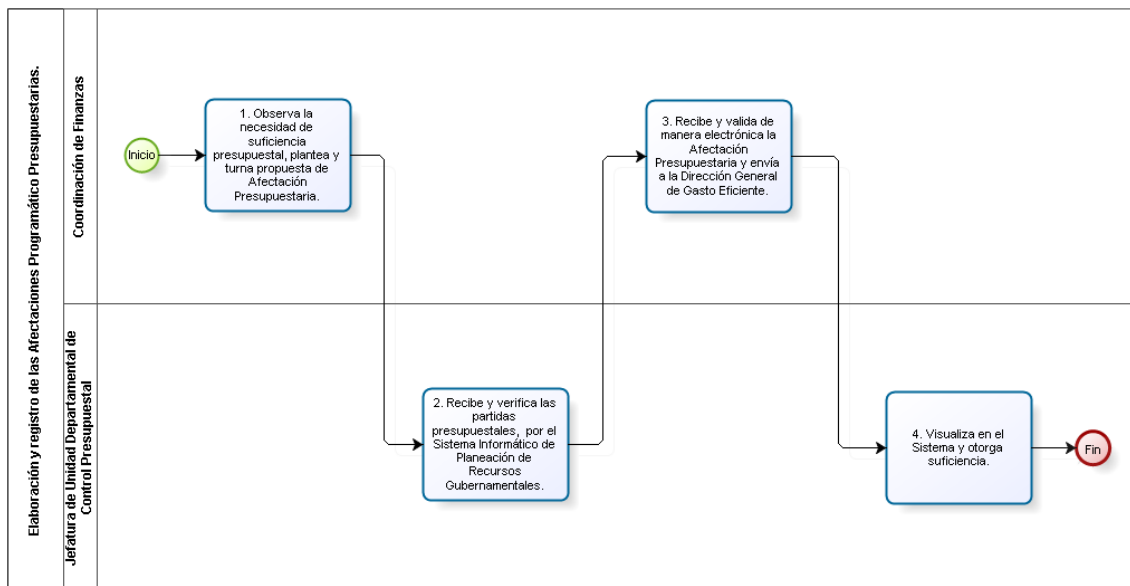 Elaboración y registro de las Afectaciones Programático Presupuestarias.
Coordinación de Finanzas
Inicio
1. Observa la
necesidad de
suficiencia
presupuestal, plantea y
turna propuesta de
Afectación
Presupuestaria.
3. Recibe y valida de
manera electrónica la
Afectación
Presupuestaria y envía
a la Dirección General
de Gasto Eficiente.
Jefatura de Unidad Departamental de
Control Presupuestal
2. Recibe y verifica las
partidas
presupuestales, por el
Sistema Informático de
Planeación de
Recursos
Gubernamentales.
4. Visualiza en el
Sistema y otorga
suficiencia.
Fin